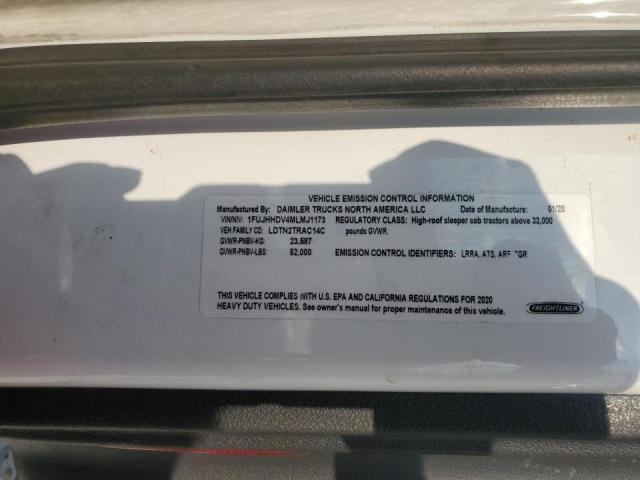 VEHICLE EMISSION CONTROL INFORMATION
Manufactured By: DAIMLER TRUCKS NORTH AMERICA LLC Date of Manufacture: 01/20
VIN/NIV: 1FUJHHDV4MLMJ1173 REGULATORY CLASS: High-roof sleeper cab tractors above 33,000
VEH FAMILY CD: LDTN2TRAC14C pounds GVWR.
GVWR-PNBV-KG: 23,587
GVWR-PNBV-LBS: 52,000 EMISSION CONTROL IDENTIFIERS: LRRA, ATS,
THIS VEHICLE COMPLIES WITH U.S. EPA AND CALIFORNIA REGULATIONS FOR 2020
HEAVY DUTY VEHICLES. See owner's manual for proper maintenance of this vehicle.
FREIGHTLINER